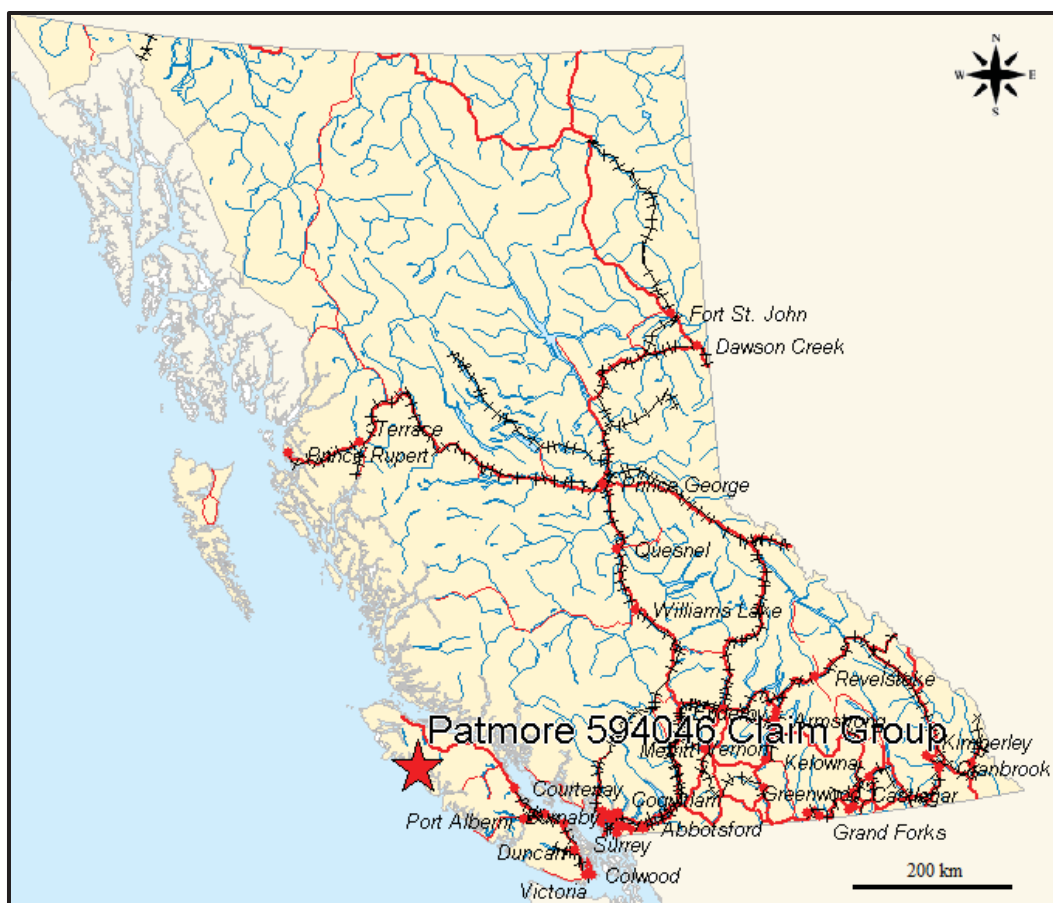 N
W E
S
Fort St. John
Dawson Creek
Terrace
Prince Rupert
Prince George
Quesnel
Williams Lake
Revelstoke
Enderby
Armstrong
Patmore 594046 Claim Group
Merritt
Vernon
Kimberley
Kelowna
Cranbrook
Courtenay
Greenwood
Castlegar
Coquitlam
Port Alberni
Burnaby
Abbotsford
Grand Forks
Surrey
Duncan
200 km
Colwood
Victoria